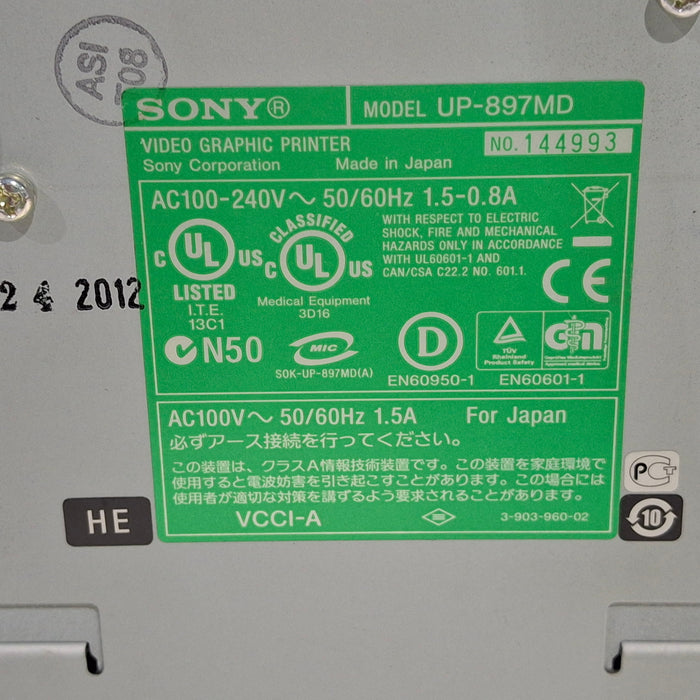 ASI
T08
SONY®
MODEL UP-897MD
VIDEO GRAPHIC PRINTER
NO. 144993
Sony Corporation Made in Japan
AC100-240V～ 50/60Hz 1.5-0.8A
C UL US
LISTED
I.T.E.
13C1
CLASSIFIED
C UL US
Medical Equipment
3D16
WITH RESPECT TO ELECTRIC
SHOCK, FIRE AND MECHANICAL
HAZARDS ONLY IN ACCORDANCE
WITH UL60601-1 AND
CAN/CSA C22.2 NO. 601.1.
CE
2 4 2012
N50
MIC
SOK-UP-897MD(A)
D
EN60950-1
TÜV
Rheinland
Product Safety
EN60601-1
AC100V～ 50/60Hz 1.5A For Japan
必ずアース接続を行ってください。
この装置は、クラスA情報技術装置です。この装置を家庭環境で
使用すると電波妨害を引き起こすことがあります。この場合には
使用者が適切な対策を講ずるよう要求されることがあります。
VCCI-A
3-903-960-02
HE
PCT
10